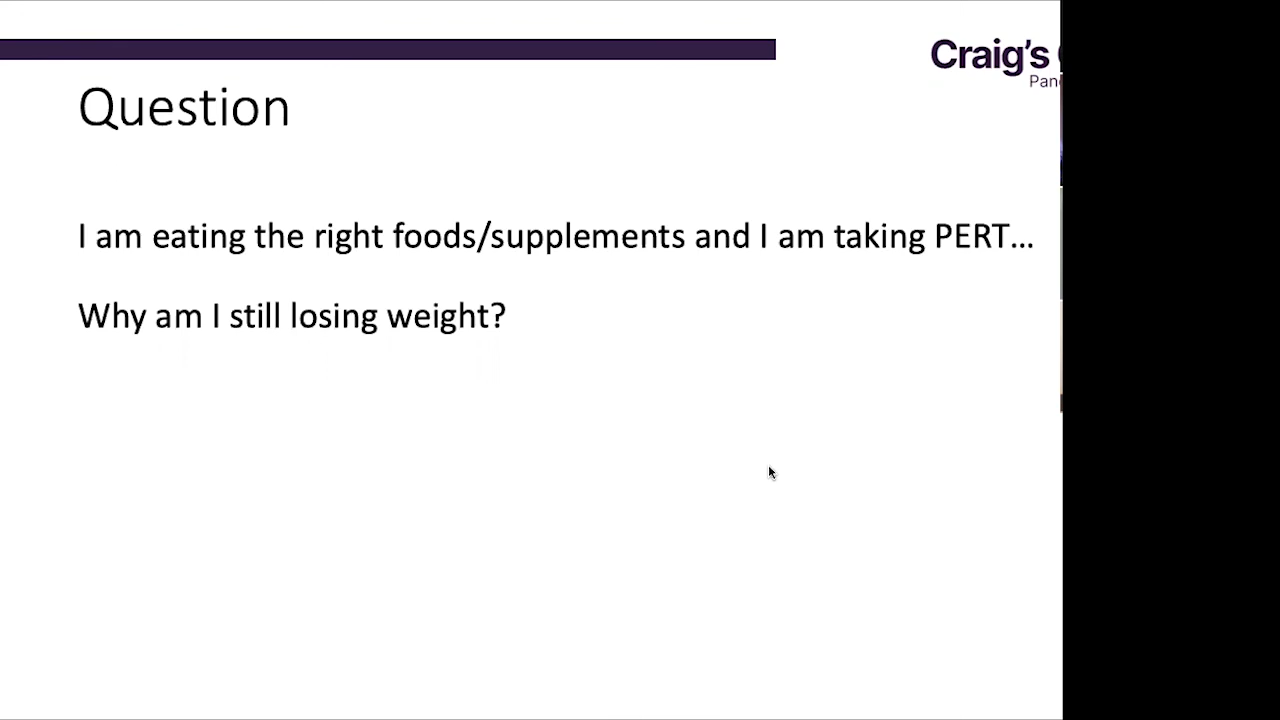 Craig's
Question
I am eating the right foods/supplements and I am taking PERT...
Why am I still losing weight?